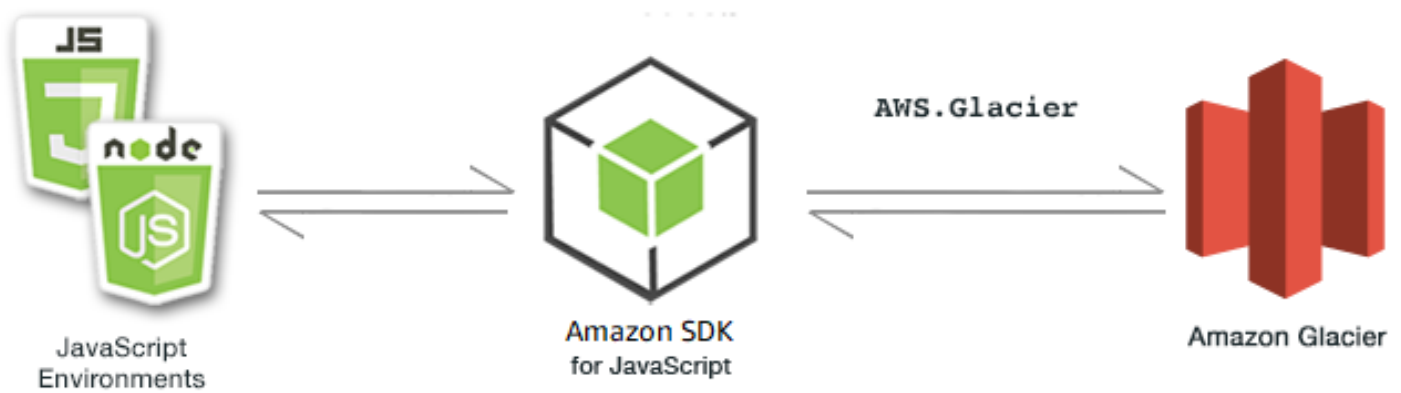 JS
node
JS
AWS.Glacier
JavaScript
Environments
Amazon SDK
for JavaScript
Amazon Glacier